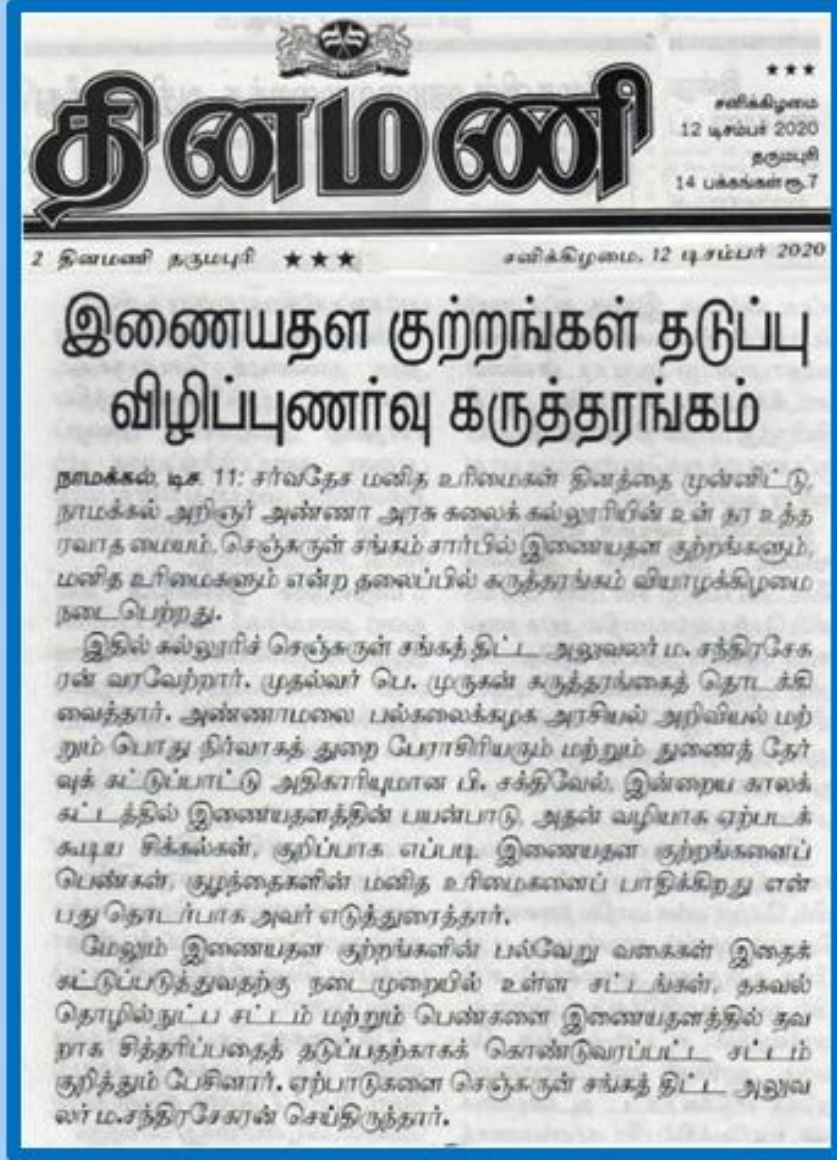 தினமணி
★★★
சனிக்கிழமை
12 டிசம்பர் 2020
தருமபுரி
14 பக்கங்கள் ரூ.7
2 தினமணி தருமபுரி ★★★ சனிக்கிழமை, 12 டிசம்பர் 2020
இணையதள குற்றங்கள் தடுப்பு
விழிப்புணர்வு கருத்தரங்கம்
நாமக்கல், டிச. 11: சர்வதேச மனித உரிமைகள் தினத்தை முன்னிட்டு,
நாமக்கல் அறிஞர் அண்ணா அரசு கலைக் கல்லூரியின் உள் தர உத்த
ரவாத மையம், செஞ்சுருள் சங்கம் சார்பில் இணையதள குற்றங்களும்,
மனித உரிமைகளும் என்ற தலைப்பில் கருத்தரங்கம் வியாழக்கிழமை
நடைபெற்றது.
இதில் கல்லூரிச் செஞ்சுருள் சங்கத் திட்ட அலுவலர் ம. சந்திரசேக
ரன் வரவேற்றார். முதல்வர் பெ. முருகன் கருத்தரங்கைத் தொடக்கி
வைத்தார். அண்ணாமலை பல்கலைக்கழக அரசியல் அறிவியல் மற்
றும் பொது நிர்வாகத் துறை பேராசிரியரும் மற்றும் துணைத் தேர்
வுக் கட்டுப்பாட்டு அதிகாரியுமான பி. சக்திவேல், இன்றைய காலக்
கட்டத்தில் இணையதளத்தின் பயன்பாடு, அதன் வழியாக ஏற்படக்
கூடிய சிக்கல்கள், குறிப்பாக எப்படி இணையதள குற்றங்களைப்
பெண்கள், குழந்தைகளின் மனித உரிமைகளைப் பாதிக்கிறது என்
பது தொடர்பாக அவர் எடுத்துரைத்தார்.
மேலும் இணையதள குற்றங்களின் பல்வேறு வகைகள் இதைக்
கட்டுப்படுத்துவதற்கு நடைமுறையில் உள்ள சட்டங்கள், தகவல்
தொழில்நுட்ப சட்டம் மற்றும் பெண்களை இணையதளத்தில் தவ
றாக சித்தரிப்பதைத் தடுப்பதற்காகக் கொண்டுவரப்பட்ட சட்டம்
குறித்தும் பேசினார். ஏற்பாடுகளை செஞ்சுருள் சங்கத் திட்ட அலுவ
லர் ம.சந்திரசேகரன் செய்திருந்தார்.